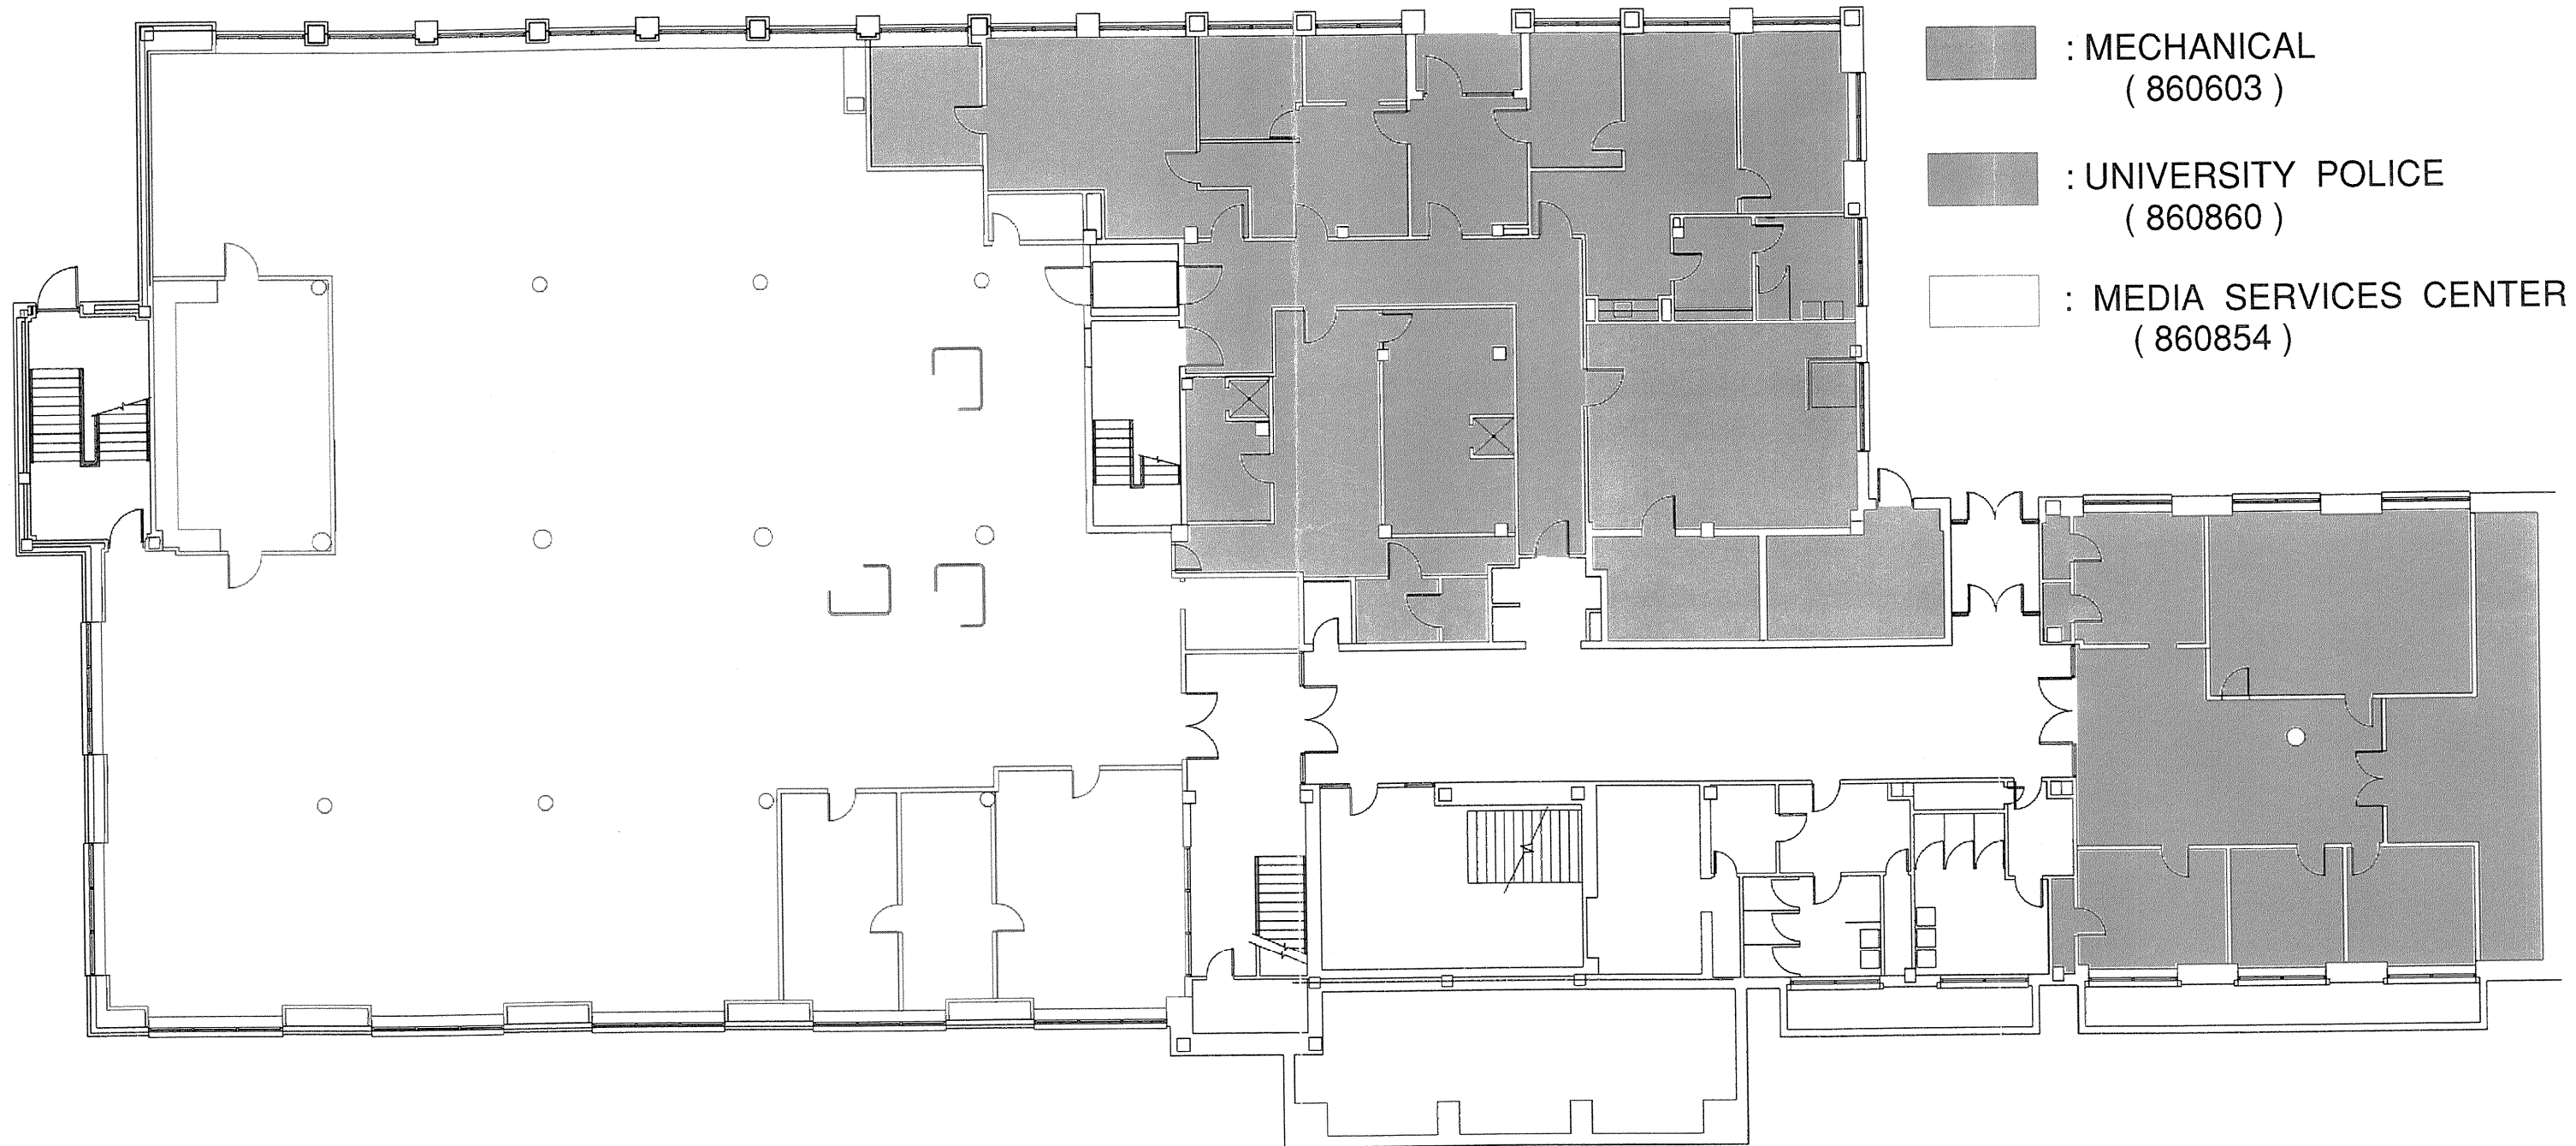 : MECHANICAL
( 860603 )
: UNIVERSITY POLICE
( 860860 )
: MEDIA SERVICES CENTER
( 860854 )